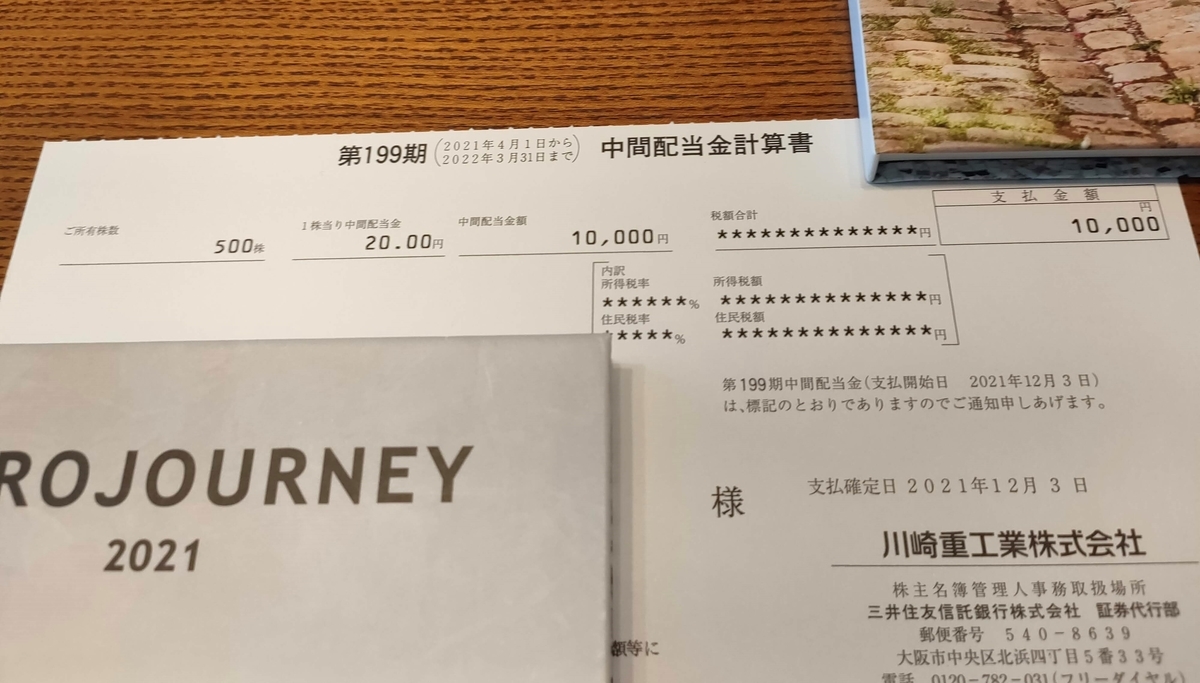 第199期(2021年4月1日から
2022年3月31日まで) 中間配当金計算書
ご所有株数
500株
1株当り中間配当金
20.00円
中間配当金額
10,000円
税額合計
**************円
支払金額
円
10,000
内訳
所得税率
******%
所得税額
**************円
住民税率
*****%
住民税額
**************円
第199期中間配当金(支払開始日 2021年12月3日)
は、標記のとおりでありますのでご通知申しあげます。
様
支払確定日 2021年12月3日
川崎重工業株式会社
株主名簿管理人事務取扱場所
三井住友信託銀行株式会社 証券代行部
郵便番号 540-8639
大阪市中央区北浜四丁目5番33号
電話 0120-782-031(フリーダイヤル)
額等に
ROJOURNEY
2021